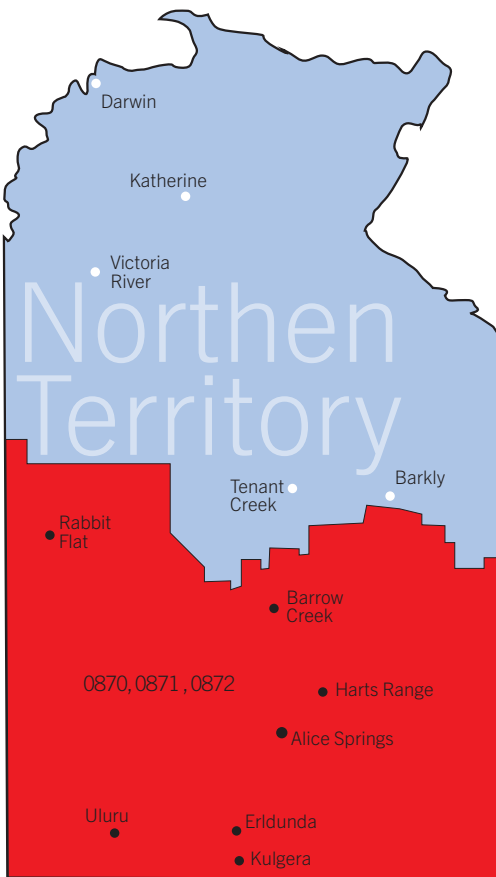 Darwin
Katherine
Victoria
River
Northen
Territory
Tenant
Creek
Barkly
Rabbit
Flat
Barrow
Creek
0870, 0871 , 0872
Harts Range
Alice Springs
Uluru
Erldunda
Kulgera